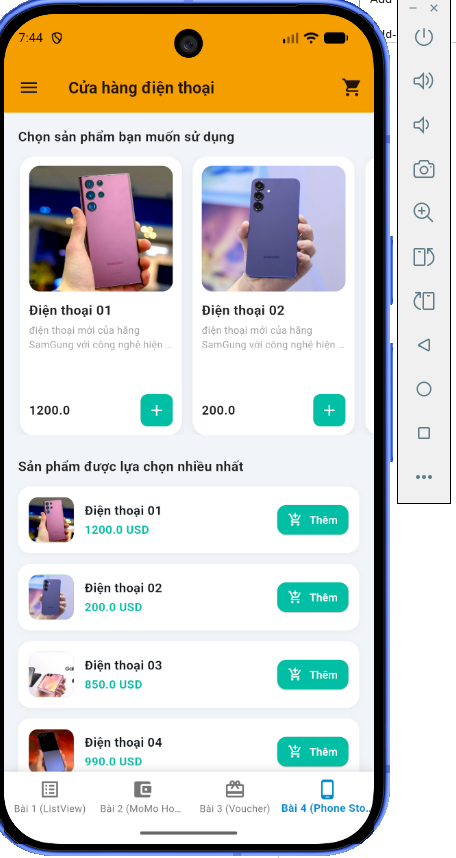 Add
dd-
7:44
Cửa hàng điện thoại
Chọn sản phẩm bạn muốn sử dụng
Điện thoại 01
điện thoại mới của hãng
SamGung với công nghệ hiện ...
1200.0
Điện thoại 02
điện thoại mới của hãng
SamGung với công nghệ hiện ...
200.0
Sản phẩm được lựa chọn nhiều nhất
Điện thoại 01
1200.0 USD
Thêm
Điện thoại 02
200.0 USD
Thêm
Điện thoại 03
850.0 USD
Thêm
Điện thoại 04
990.0 USD
Thêm
Bài 1 (ListView)
Bài 2 (MoMo Ho...
Bài 3 (Voucher)
Bài 4 (Phone Sto...